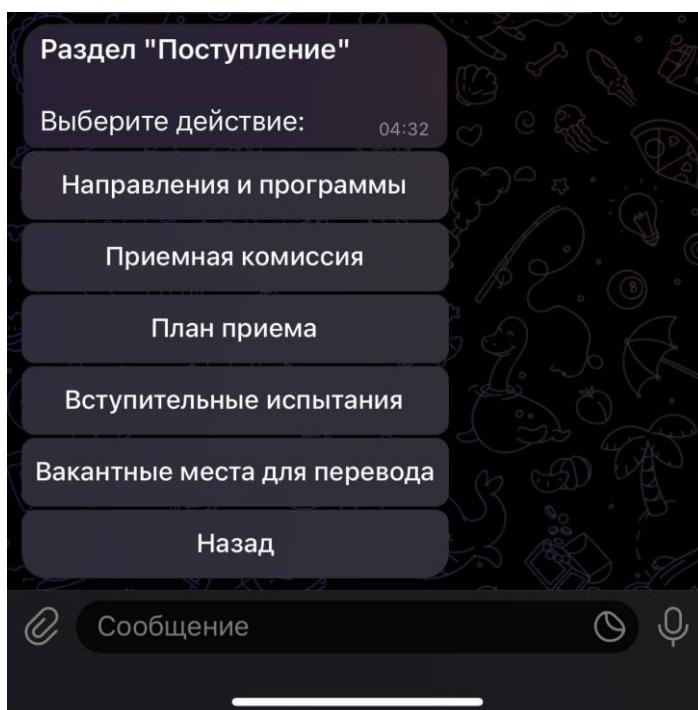 Раздел "Поступление"
Выберите действие:
04:32
Направления и программы
Приемная комиссия
План приема
Вступительные испытания
Вакантные места для перевода
Назад
Сообщение
8